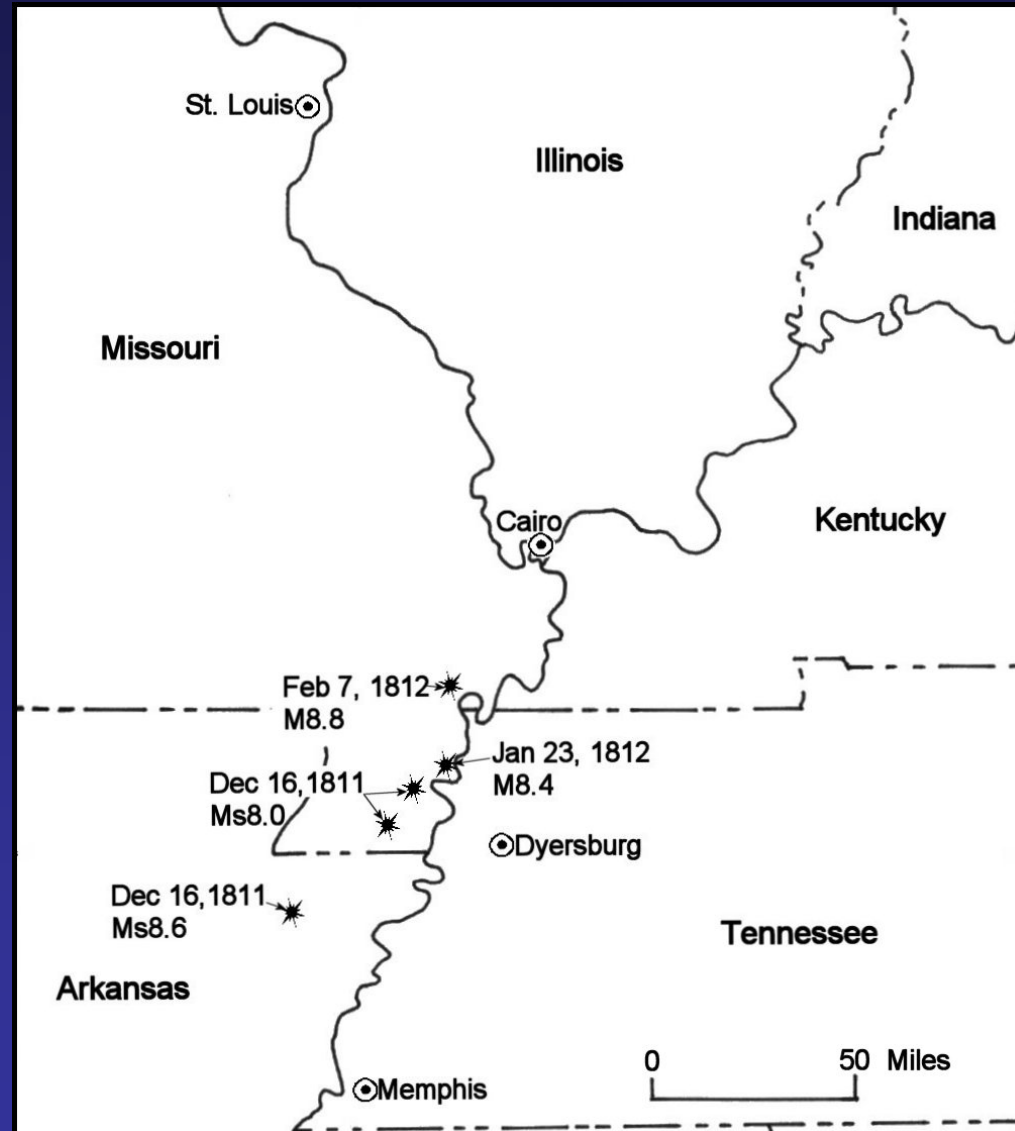 St. Louis
Illinois
Indiana
Missouri
Cairo
Kentucky
Feb 7, 1812
M8.8
Jan 23, 1812
M8.4
Dec 16,1811
Ms8.0
Dyersburg
Dec 16,1811
Ms8.6
Tennessee
Arkansas
0 50 Miles
Memphis